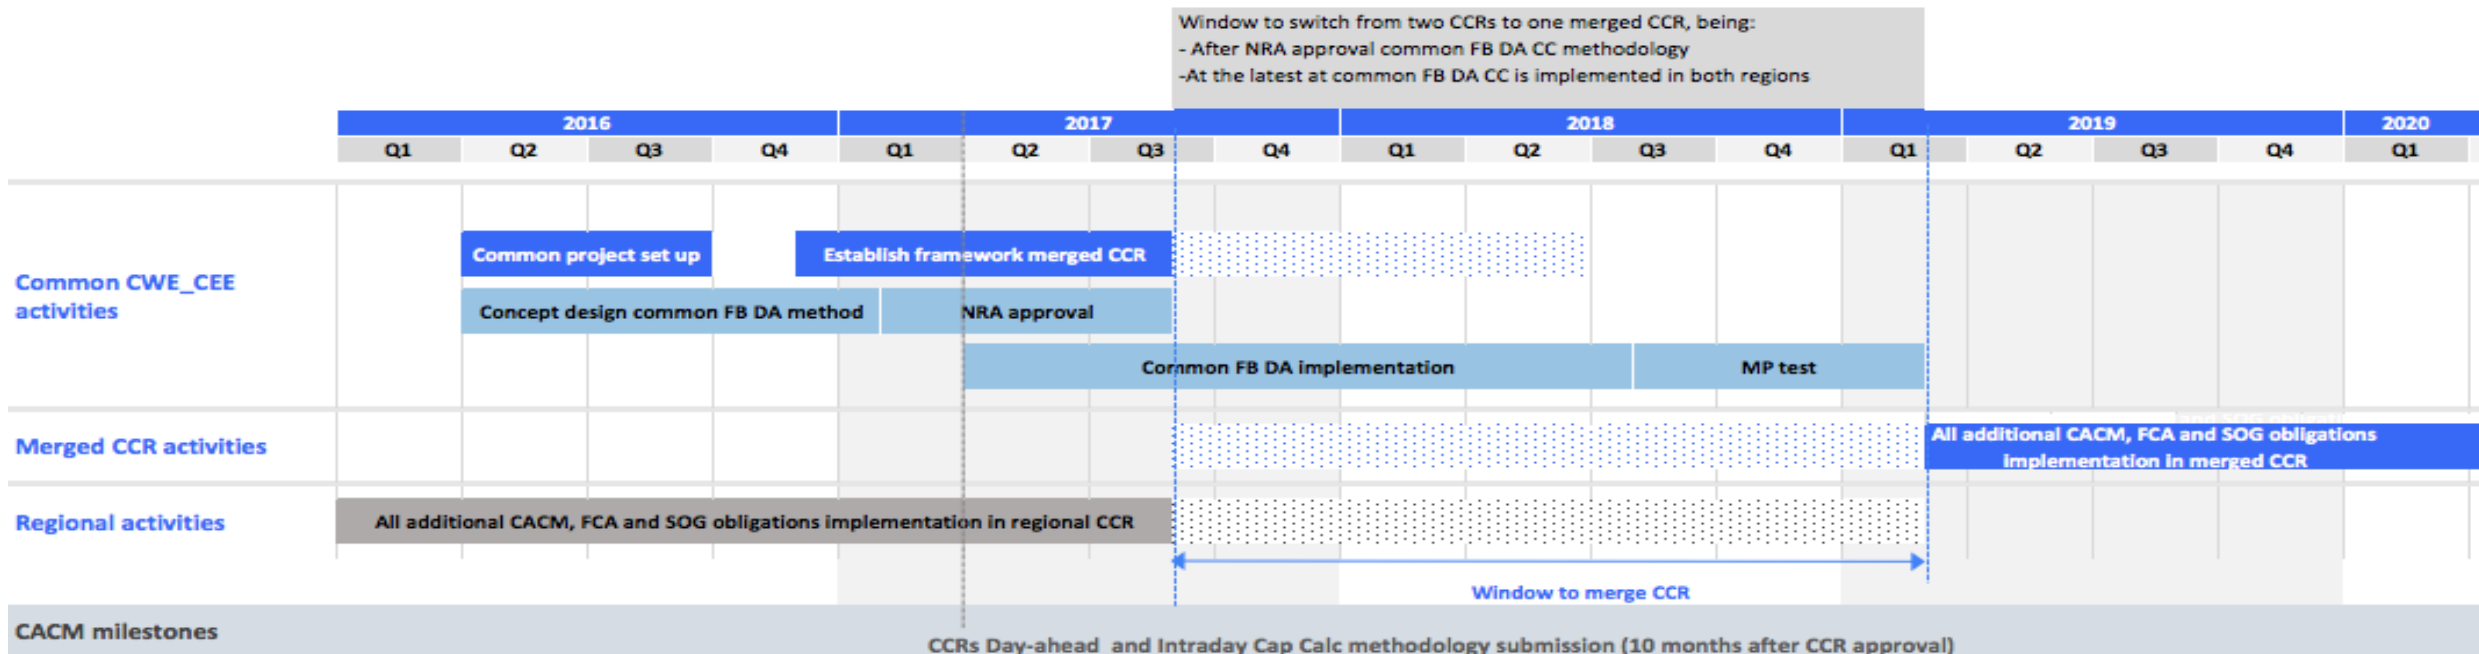 Window to switch from two CCRs to one merged CCR, being:
- After NRA approval common FB DA CC methodology
-At the latest at common FB DA CC is implemented in both regions
2016 2017 2018 2019 2020
Q1 Q2 Q3 Q4 Q1 Q2 Q3 Q4 Q1 Q2 Q3 Q4 Q1 Q2 Q3 Q4 Q1
Common CWE_CEE
activities
Common project set up
Establish framework merged CCR
Concept design common FB DA method
NRA approval
Common FB DA implementation
MP test
Merged CCR activities
and SOG obligati
All additional CACM, FCA and SOG obligations
implementation in merged CCR
Regional activities
All additional CACM, FCA and SOG obligations implementation in regional CCR
Window to merge CCR
CACM milestones
CCRs Day-ahead and Intraday Cap Calc methodology submission (10 months after CCR approval)